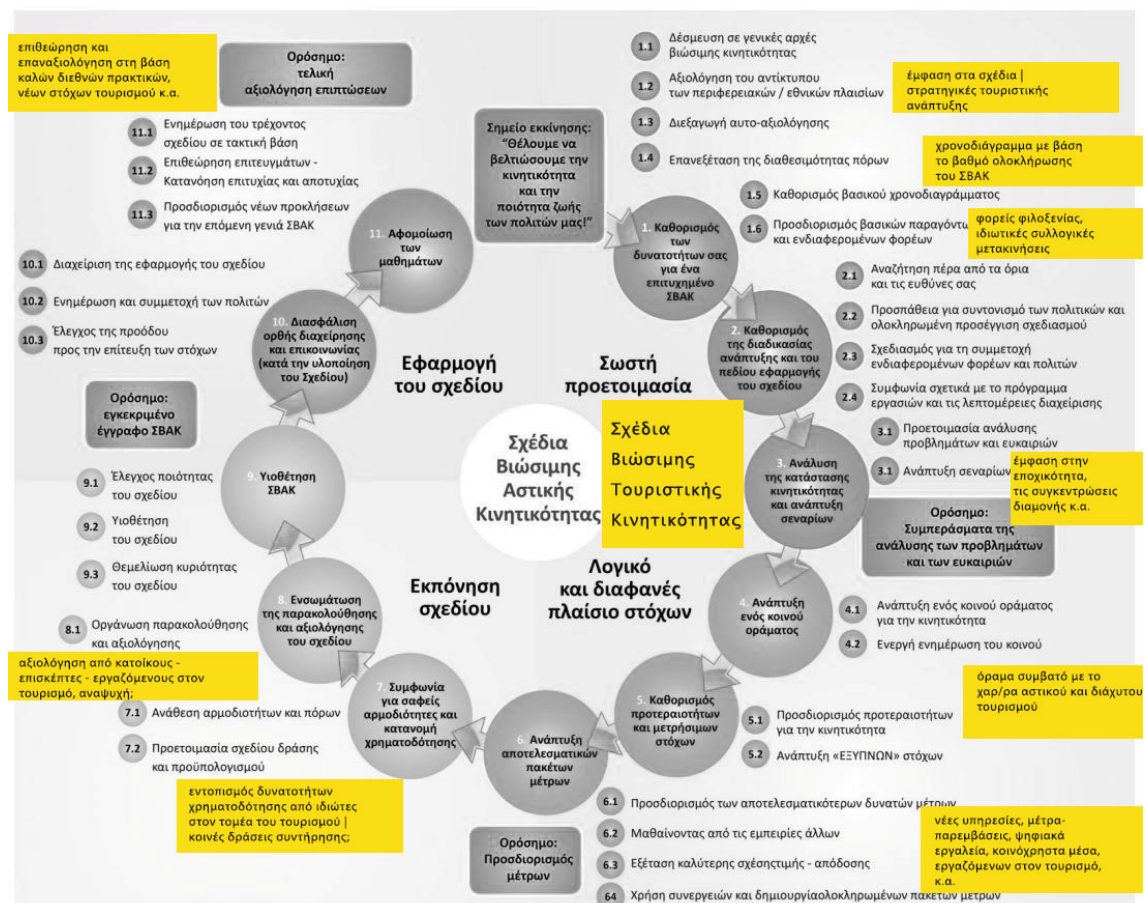 επιθεώρηση και
επαναξιολόγηση στη βάση
καλών διεθνών πρακτικών,
νέων στόχων τουρισμού κ.α.
Ορόσημο:
τελική
αξιολόγηση επιπτώσεων
11.1 Ενημέρωση του τρέχοντος
σχεδίου σε τακτική βάση
11.2 Επιθεώρηση επιτευγμάτων -
Κατανόηση επιτυχίας και αποτυχίας
11.3 Προσδιορισμός νέων προκλήσεων
για την επόμενη γενιά ΣΒΑΚ
Σημείο εκκίνησης:
"Θέλουμε να
βελτιώσουμε την
κινητικότητα
και την
ποιότητα ζωής
των πολιτών μας!"
1.1 Δέσμευση σε γενικές αρχές
βιώσιμης κινητικότητας
1.2 Αξιολόγηση του αντίκτυπου
των περιφερειακών / εθνικών πλαισίων
1.3 Διεξαγωγή αυτο-αξιολόγησης
1.4 Επανεξέταση της διαθεσιμότητας πόρων
1.5 Καθορισμός βασικού χρονοδιαγράμματος
1.6 Προσδιορισμός βασικών παραγόντω
και ενδιαφερομένων φορέων
έμφαση στα σχέδια |
στρατηγικές τουριστικής
ανάπτυξης
χρονοδιάγραμμα με βάση
το βαθμό ολοκλήρωσης
του ΣΒΑΚ
φορείς φιλοξενίας,
ιδιωτικές συλλογικές
μετακινήσεις
11. Αφομοίωση
των
μαθημάτων
1. Καθορισμός
των
δυνατοτήτων σας
για ένα
επιτυχημένο
ΣΒΑΚ
10.1 Διαχείριση της εφαρμογής του σχεδίου
10.2 Ενημέρωση και συμμετοχή των πολιτών
10.3 Έλεγχος της προόδου
προς την επίτευξη των στόχων
10. Διασφάλιση
ορθής διαχείρησης
και επικοινωνίας
(κατά την υλοποίηση
του Σχεδίου)
Εφαρμογή
του σχεδίου
Σωστή
προετοιμασία
2. Καθορισμός
της διαδικασίας
ανάπτυξης και του
πεδίου εφαρμογής
του σχεδίου
2.1 Αναζήτηση πέρα από τα όρια
και τις ευθύνες σας
2.2 Προσπάθεια για συντονισμό των πολιτικών και
ολοκληρωμένη προσέγγιση σχεδιασμού
2.3 Σχεδιασμός για τη συμμετοχή
ενδιαφερομένων φορέων και πολιτών
2.4 Συμφωνία σχετικά με το πρόγραμμα
εργασιών και τις λεπτομέρειες διαχείρισης
Ορόσημο:
εγκεκριμένο
έγγραφο ΣΒΑΚ
9. Υιοθέτηση
ΣΒΑΚ
9.1 Έλεγχος ποιότητας
του σχεδίου
9.2 Υιοθέτηση
του σχεδίου
9.3 Θεμελίωση κυριότητας
του σχεδίου
Σχέδια
Βιώσιμης
Αστικής
Κινητικότητας
Σχέδια
Βιώσιμης
Τουριστικής
Κινητικότητας
3. Ανάλυση
της κατάστασης
κινητικότητας
και ανάπτυξη
σεναρίων
3.1 Προετοιμασία ανάλυσης
προβλημάτων και ευκαιριών
3.1 Ανάπτυξη σεναρίων
έμφαση στην
εποχικότητα,
τις συγκεντρώσεις
διαμονής κ.α.
Ορόσημο:
Συμπεράσματα της
ανάλυσης των προβλημάτων
και των ευκαιριών
Εκπόνηση
σχεδίου
Λογικό
και διαφανές
πλαίσιο στόχων
8. Ενσωμάτωση
της παρακολούθησης
και αξιολόγησης
του σχεδίου
8.1 Οργάνωση παρακολούθησης
και αξιολόγησης
αξιολόγηση από κατοίκους -
επισκέπτες - εργαζόμενους στον
τουρισμό, αναψυχή;
4. Ανάπτυξη
ενός κοινού
οράματος
4.1 Ανάπτυξη ενός κοινού οράματος
για την κινητικότητα
4.2 Ενεργή ενημέρωση του κοινού
όραμα συμβατό με το
χαρ/ρα αστικού και διάχυτου
τουρισμού
7. Συμφωνία
για σαφείς
αρμοδιότητες και
κατανομή
χρηματοδότησης
7.1 Ανάθεση αρμοδιοτήτων και πόρων
7.2 Προετοιμασία σχεδίου δράσης
και προϋπολογισμού
εντοπισμός δυνατοτήτων
χρηματοδότησης από ιδιώτες
στον τομέα του τουρισμού |
κοινές δράσεις συντήρησης;
5. Καθορισμός
προτεραιοτήτων
και μετρήσιμων
στόχων
5.1 Προσδιορισμός προτεραιοτήτων
για την κινητικότητα
5.2 Ανάπτυξη «ΕΞΥΠΝΩΝ» στόχων
6. Ανάπτυξη
αποτελεσματικών
πακέτων
μέτρων
Ορόσημο:
Προσδιορισμός
μέτρων
6.1 Προσδιορισμός των αποτελεσματικότερων δυνατών μέτρων
6.2 Μαθαίνοντας από τις εμπειρίες άλλων
6.3 Εξέταση καλύτερης σχέσηςτιμής - απόδοσης
64 Χρήση συνεργειών και δημιουργίαολοκληρωμένων πακέτων μέτρων
νέες υπηρεσίες, μέτρα-
παρεμβάσεις, ψηφιακά
εργαλεία, κοινόχρηστα μέσα,
εργαζόμενων στον τουρισμό,
κ.α.